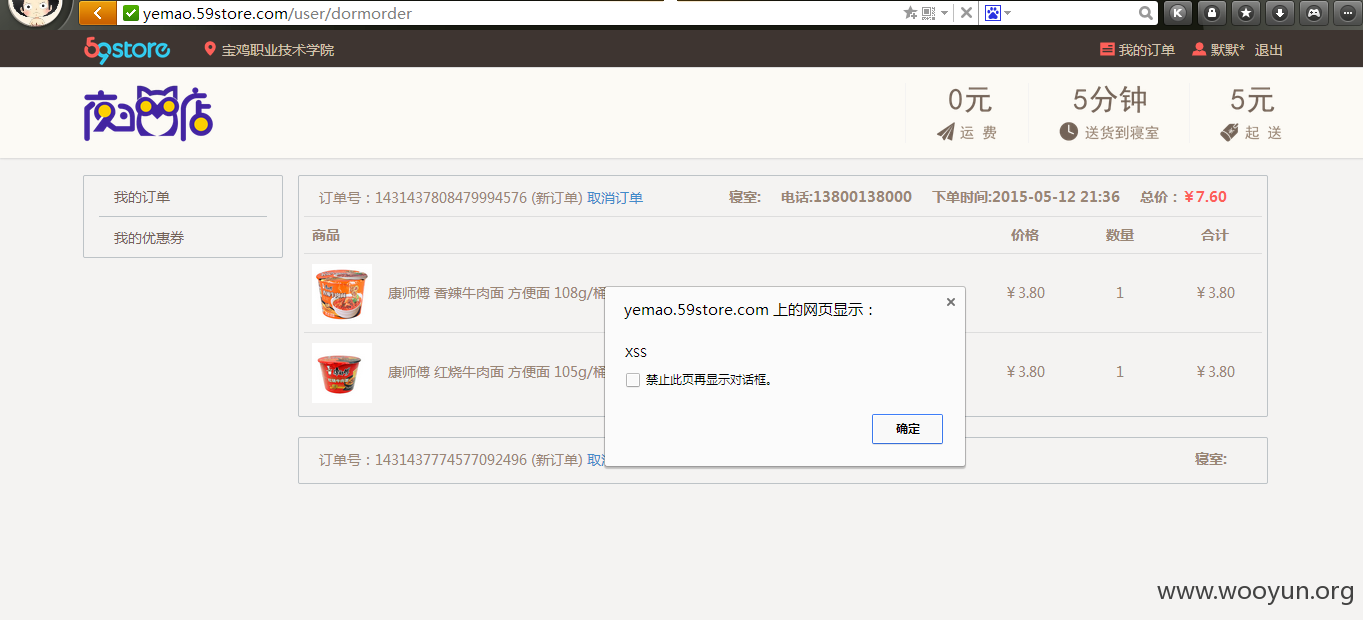 yemao.59store.com/user/dormorder
59store 宝鸡职业技术学院 我的订单 默默* 退出
夜猫店
0元 5分钟 5元
运 费 送货到寝室 起 送
我的订单
我的优惠券
订单号：1431437808479994576 (新订单) 取消订单 寝室: 电话:13800138000 下单时间:2015-05-12 21:36 总价：￥7.60
商品 价格 数量 合计
康师傅 香辣牛肉面 方便面 108g/桶 ￥3.80 1 ￥3.80
康师傅 红烧牛肉面 方便面 105g/桶 ￥3.80 1 ￥3.80
yemao.59store.com 上的网页显示：
XSS
禁止此页再显示对话框。
确定
订单号：1431437774577092496 (新订单) 寝室:
www.wooyun.org